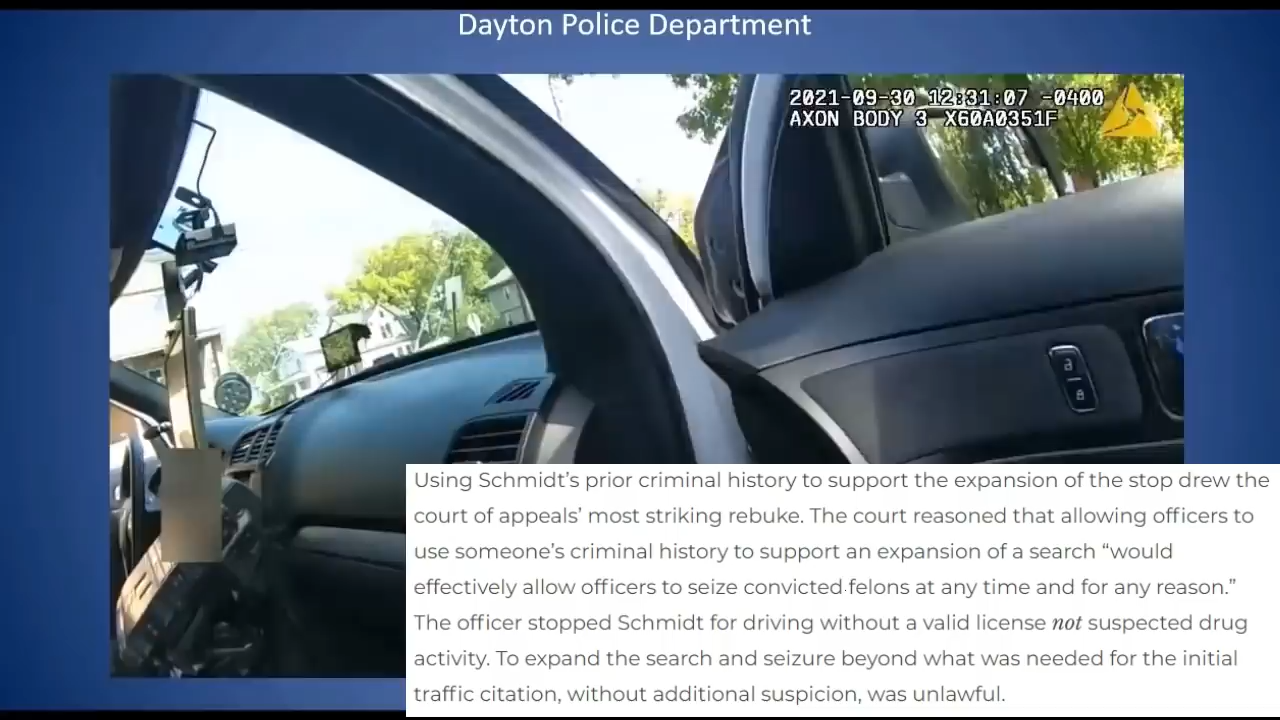 Dayton Police Department
2021-09-30 12:31:07 -0400
AXON BODY 3 X60A0351F
Using Schmidt’s prior criminal history to support the expansion of the stop drew the
court of appeals’ most striking rebuke. The court reasoned that allowing officers to
use someone’s criminal history to support an expansion of a search “would
effectively allow officers to seize convicted felons at any time and for any reason.”
The officer stopped Schmidt for driving without a valid license not suspected drug
activity. To expand the search and seizure beyond what was needed for the initial
traffic citation, without additional suspicion, was unlawful.